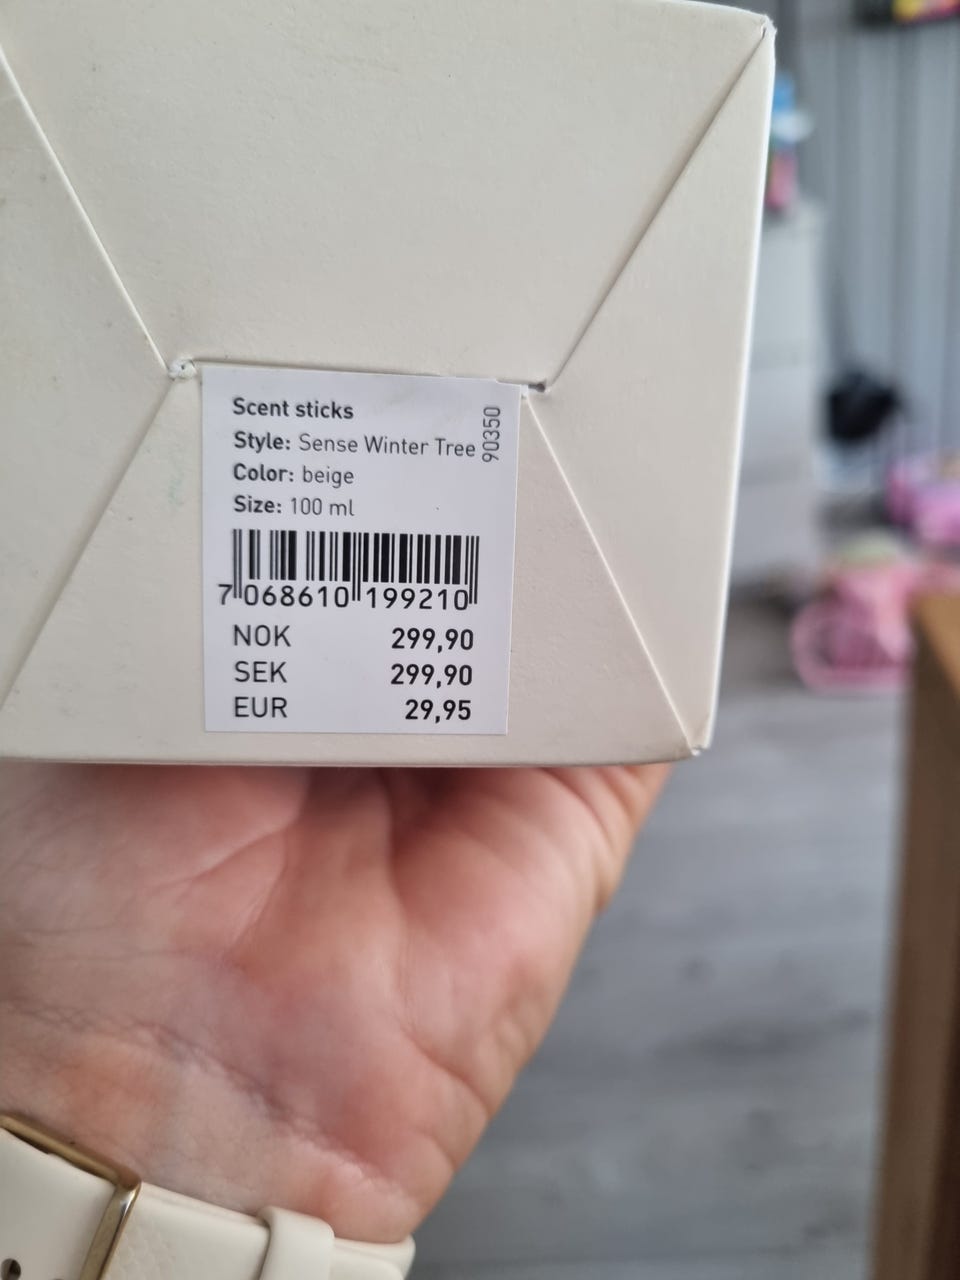 Scent sticks
Style: Sense Winter Tree
Color: beige
Size: 100 ml
90350
7 068610 199210
NOK 299,90
SEK 299,90
EUR 29,95